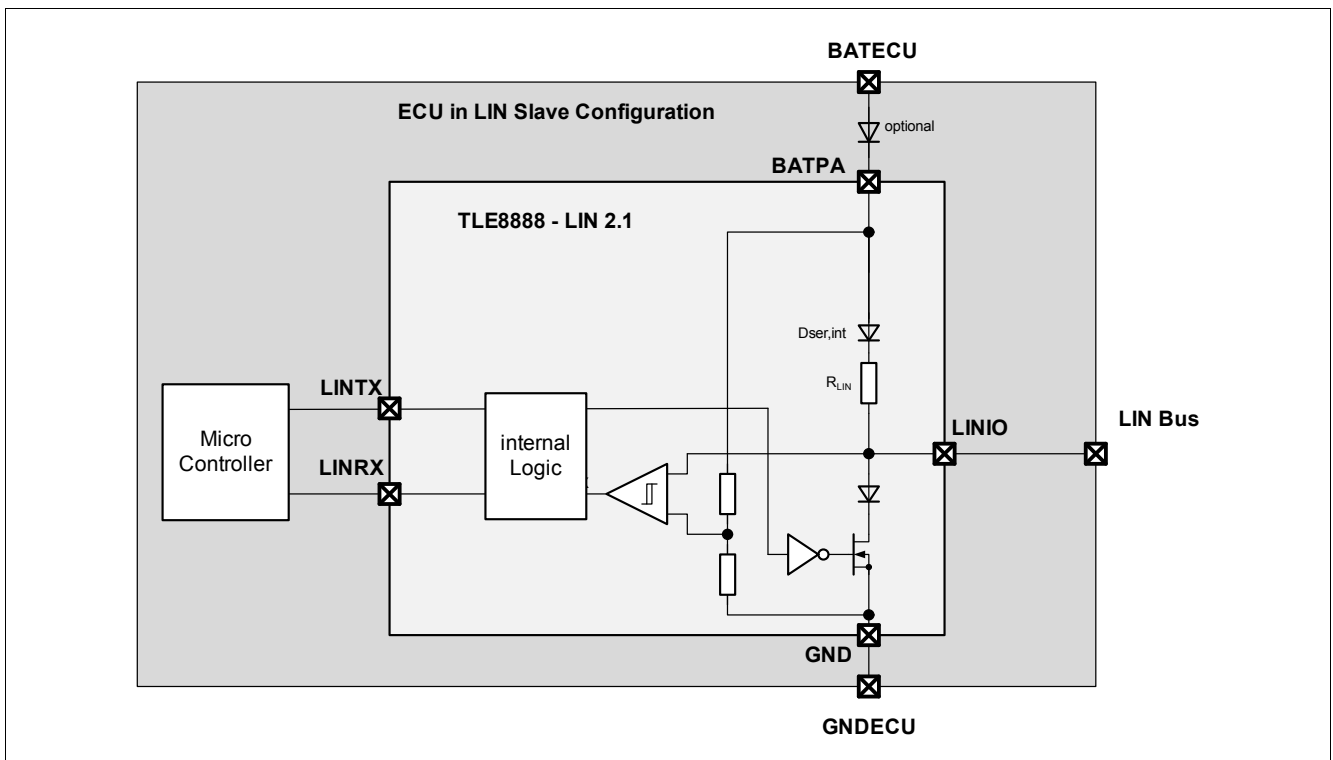 BATECU
ECU in LIN Slave Configuration
optional
BATPA
TLE8888 - LIN 2.1
Dser,int
RLIN
LINTX
LINIO
LIN Bus
Micro
Controller
internal
Logic
LINRX
GND
GNDECU